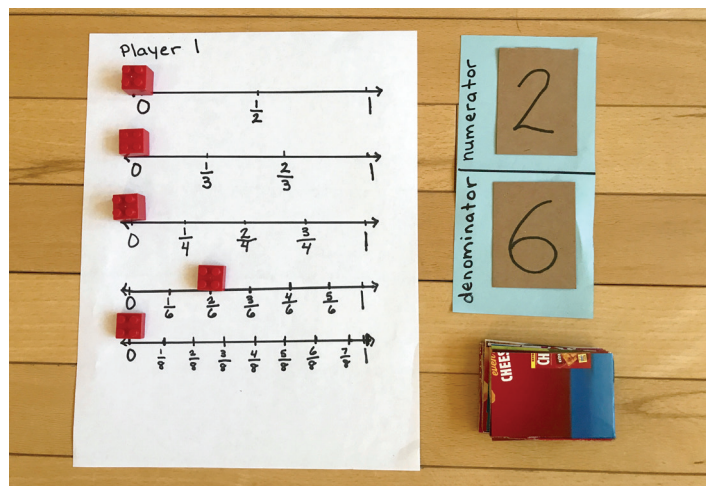 Player 1
0 1/2 1
0 1/3 2/3 1
0 1/4 2/4 3/4 1
0 1/6 2/6 3/6 4/6 5/6 1
0 1/8 2/8 3/8 4/8 5/8 6/8 7/8 1
numerator 2
denominator 6
CHEES
CH